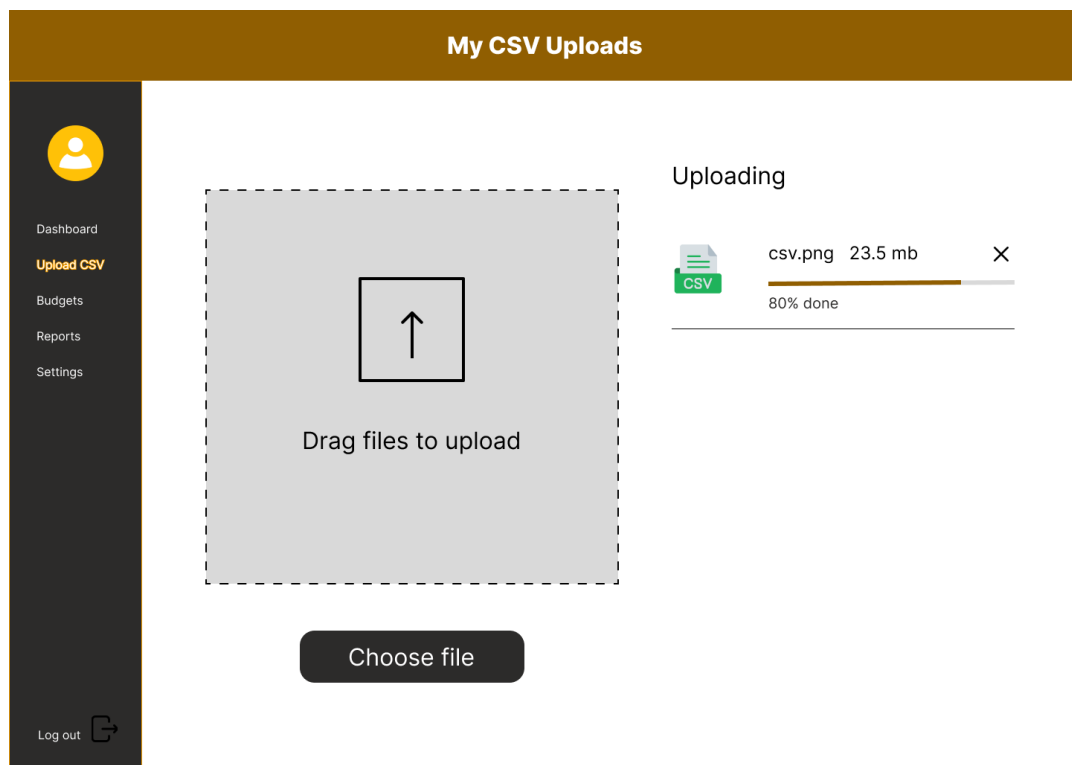 My CSV Uploads
Dashboard
Upload CSV
Budgets
Reports
Settings
Log out
Drag files to upload
Choose file
Uploading
CSV
csv.png 23.5 mb
80% done